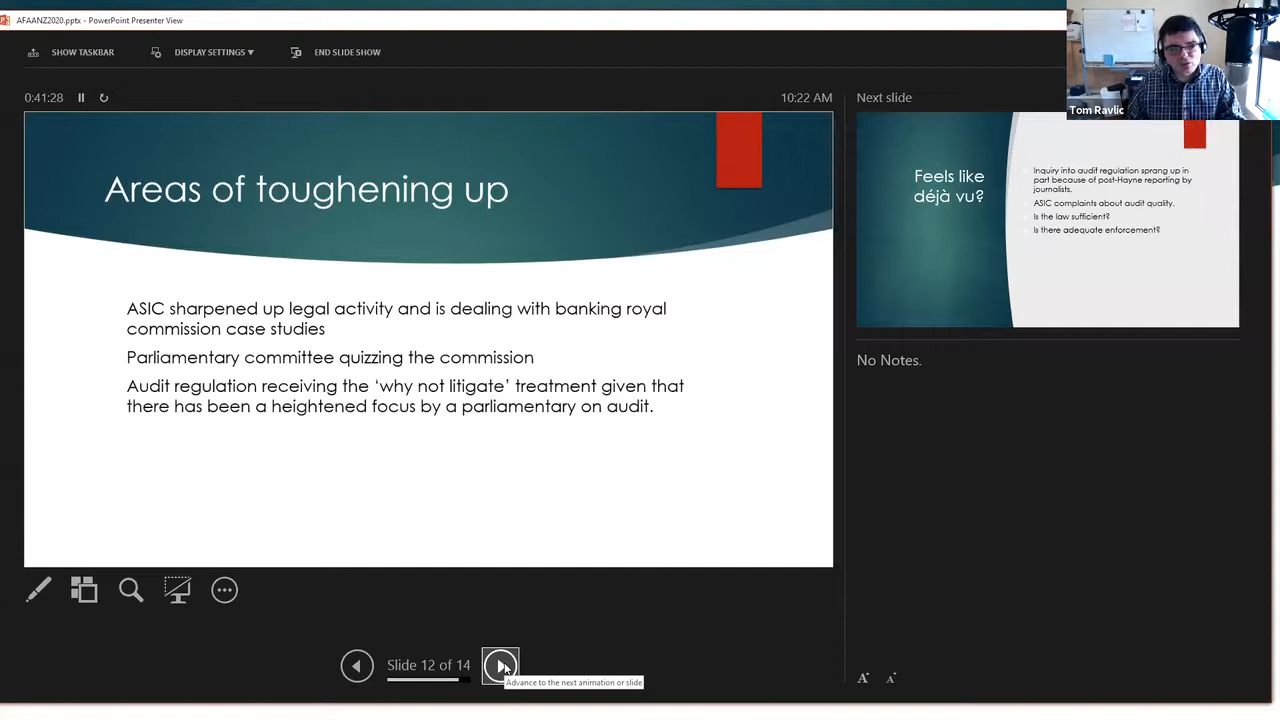 AFAANZ2020.pptx - PowerPoint Presenter View
SHOW TASKBAR
DISPLAY SETTINGS
END SLIDE SHOW
Tom Ravlic
0:41:28
10:22 AM
Areas of toughening up
ASIC sharpened up legal activity and is dealing with banking royal
commission case studies
Parliamentary committee quizzing the commission
Audit regulation receiving the ‘why not litigate’ treatment given that
there has been a heightened focus by a parliamentary on audit.
Slide 12 of 14
Advance to the next animation or slide
Next slide
Feels like
déjà vu?
Inquiry into audit regulation sprang up in
part because of post-Hayne reporting by
journalists.
ASIC complaints about audit quality.
Is the law sufficient?
Is there adequate enforcement?
No Notes.
A A